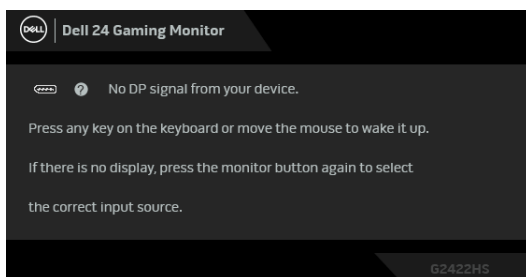 DELL Dell 24 Gaming Monitor
? No DP signal from your device.
Press any key on the keyboard or move the mouse to wake it up.
If there is no display, press the monitor button again to select
the correct input source.
G2422HS